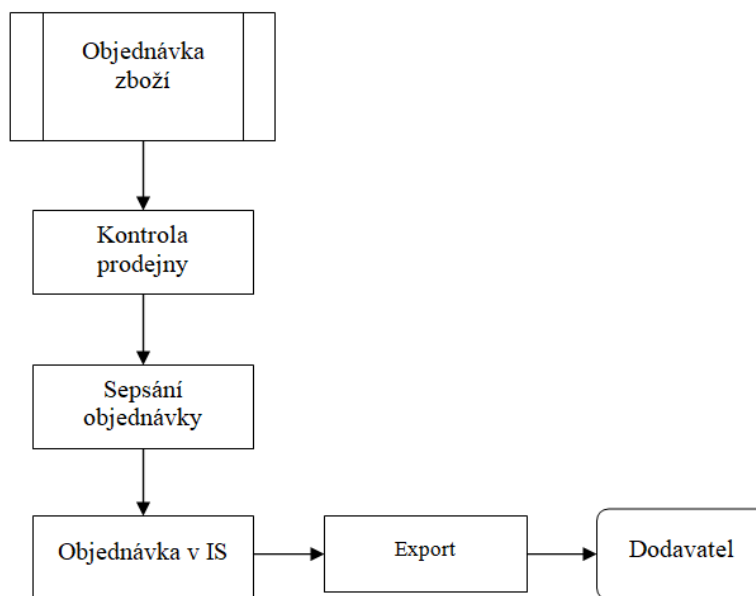 Objednávka
zboží
Kontrola
prodejny
Sepsání
objednávky
Objednávka v IS
Export
Dodavatel